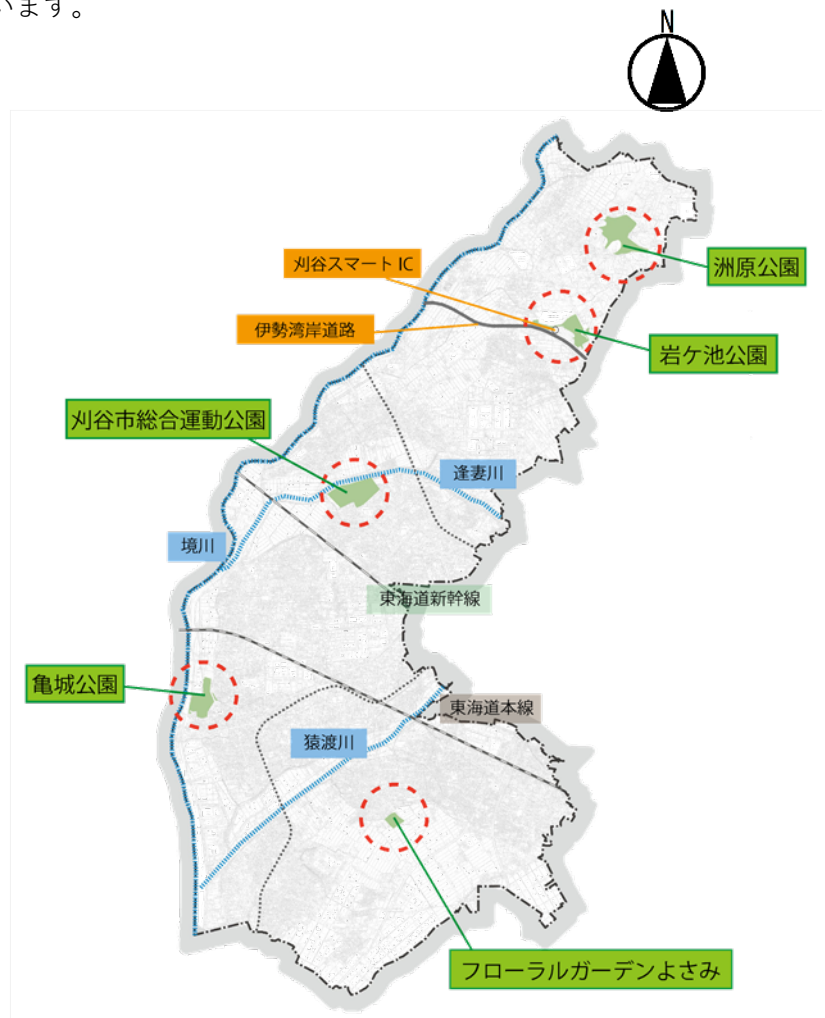 います。
N
刈谷スマート IC
洲原公園
伊勢湾岸道路
岩ケ池公園
刈谷市総合運動公園
逢妻川
境川
東海道新幹線
亀城公園
東海道本線
猿渡川
フローラルガーデンよさみ